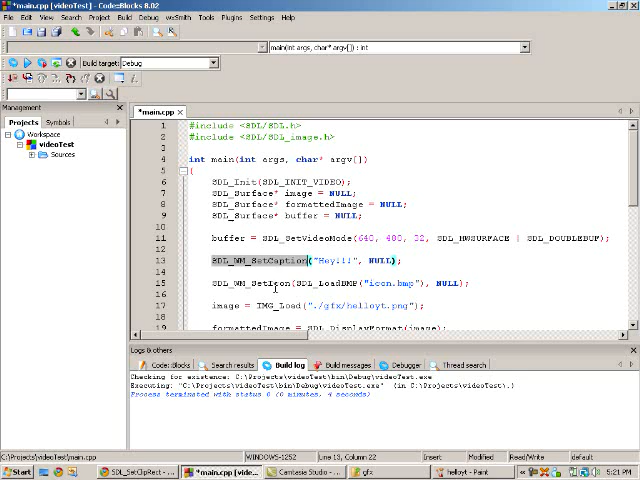 *main.cpp [videoTest] - Code::Blocks 8.02
File Edit View Search Project Build Debug wxSmith Tools Plugins Settings Help
main(int args, char* argv[]) : int
Build target: Debug
Management
Projects Symbols
Workspace
videoTest
Sources
*main.cpp
1 #include <SDL/SDL.h>
2 #include <SDL/SDL_image.h>
3
4 int main(int args, char* argv[])
5 {
6 SDL_Init(SDL_INIT_VIDEO);
7 SDL_Surface* image = NULL;
8 SDL_Surface* formattedImage = NULL;
9 SDL_Surface* buffer = NULL;
10
11 buffer = SDL_SetVideoMode(640, 480, 32, SDL_HWSURFACE | SDL_DOUBLEBUF);
12
13 SDL_WM_SetCaption("Hey!!!", NULL);
14
15 SDL_WM_SetIcon(SDL_LoadBMP("icon.bmp"), NULL);
16
17 image = IMG_Load("./gfx/helloyt.png");
18
19 formattedImage = SDL_DisplayFormat(image);
Logs & others
Code::Blocks Search results Build log Build messages Debugger Thread search
Checking for existence: C:\Projects\videoTest\bin\Debug\videoTest.exe
Executing: "C:\Projects\videoTest\bin\Debug\videoTest.exe" (in C:\Projects\videoTest\.)
Process terminated with status 0 (0 minutes, 4 seconds)
C:\Projects\videoTest\main.cpp WINDOWS-1252 Line 13, Column 22 Insert Modified Read/Write default
Start SDL_SetClipRect - ... *main.cpp [vide... Camtasia Studio - ... gfx helloyt - Paint 5:21 PM